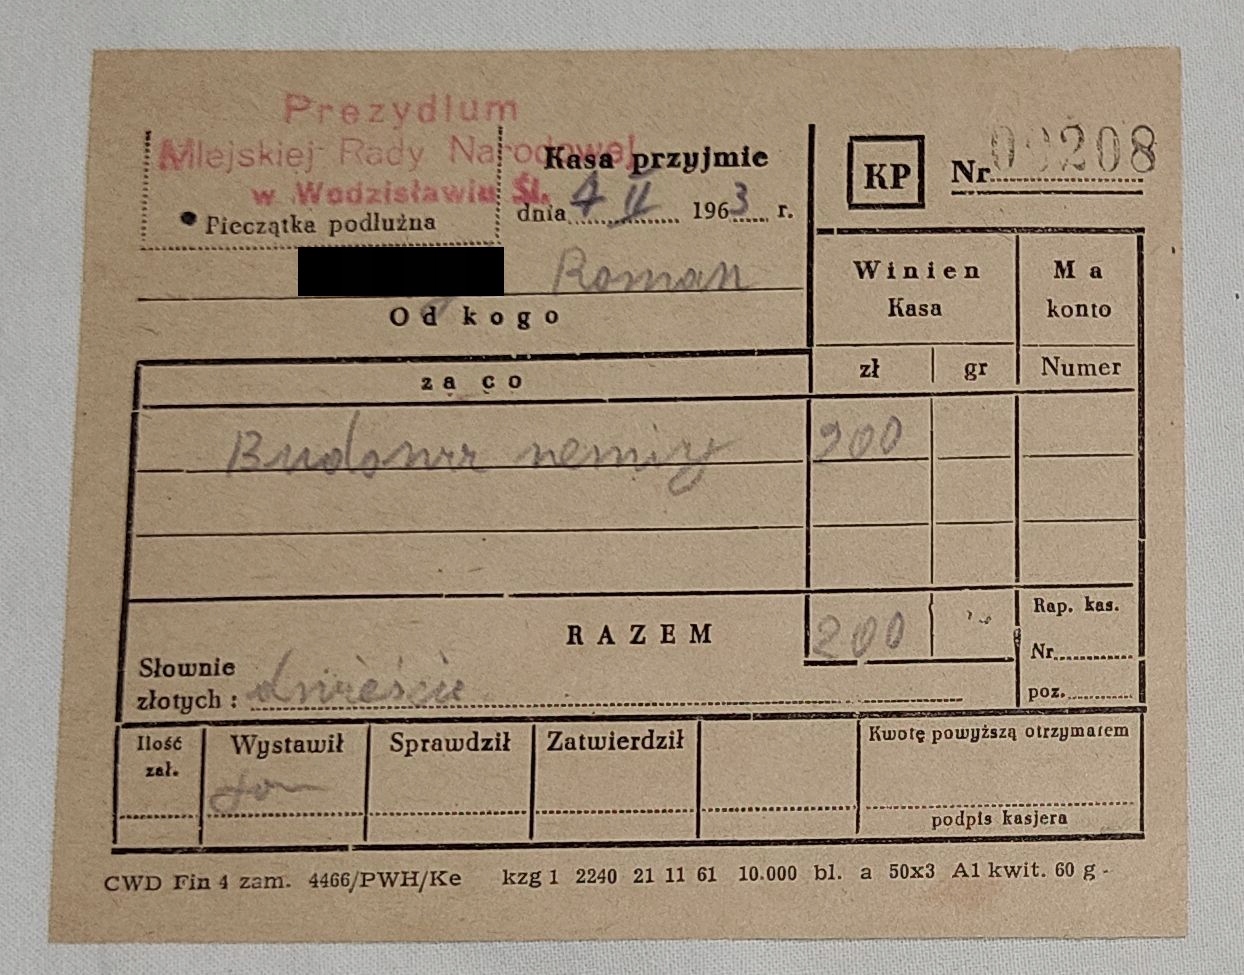 Prezydium
Miejskiej Rady Narodowej
w Wodzisławiu Śl.
Pieczątka podłużna
Kasa przyjmie
dnia 4 II 1963 r.
KP
Nr 00208
Roman
Od kogo
Winien
Kasa
Ma
konto
za co
zł
gr
Numer
200
RAZEM
200
Rap. kas.
Nr
poz.
Słownie
złotych: dwieście
Ilość
zał.
Wystawił
Sprawdził
Zatwierdził
Kwotę powyższą otrzymałem
podpis kasjera
CWD Fin 4 zam. 4466/PWH/Ke kzg 1 2240 21 11 61 10.000 bl. a 50x3 A1 kwit. 60 g -